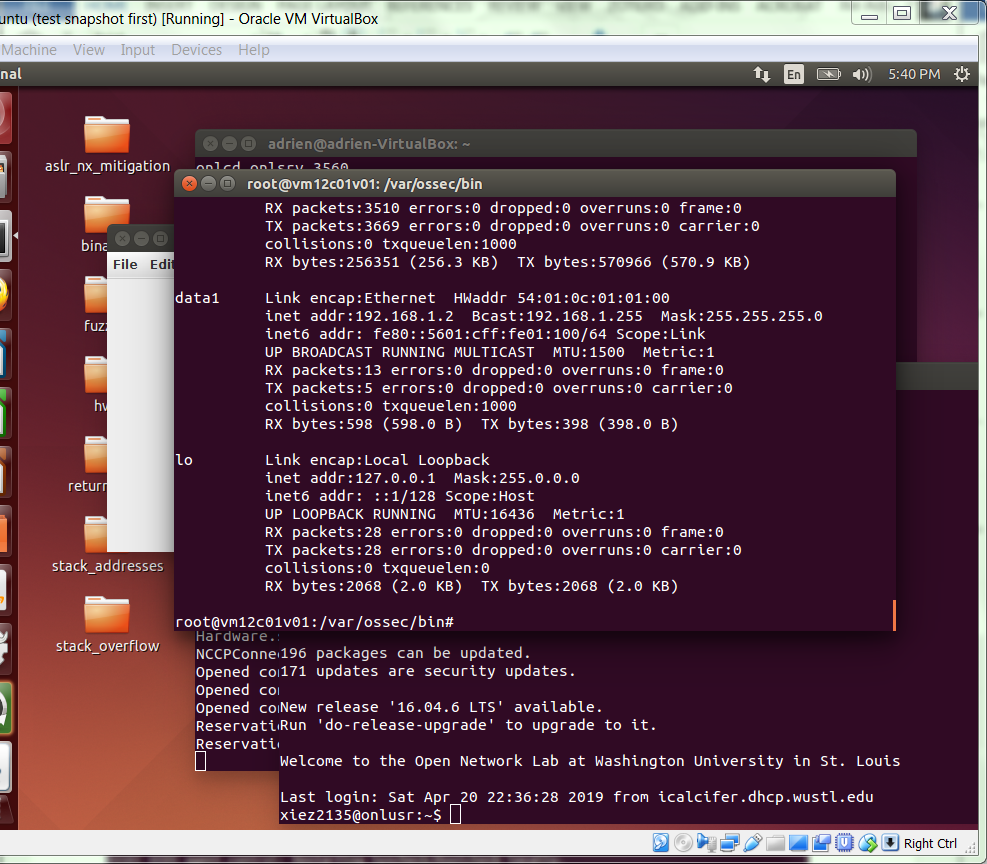 untu (test snapshot first) [Running] - Oracle VM VirtualBox
Machine View Input Devices Help
nal
En
5:40 PM
aslr_nx_mitigation
adrien@adrien-VirtualBox: ~
onlcd onlsrv 3560
root@vm12c01v01: /var/ossec/bin
RX packets:3510 errors:0 dropped:0 overruns:0 frame:0
TX packets:3669 errors:0 dropped:0 overruns:0 carrier:0
collisions:0 txqueuelen:1000
RX bytes:256351 (256.3 KB)  TX bytes:570966 (570.9 KB)
bina
File Edit
fuzz
hv
return
stack_addresses
stack_overflow
data1     Link encap:Ethernet  HWaddr 54:01:0c:01:01:00
inet addr:192.168.1.2  Bcast:192.168.1.255  Mask:255.255.255.0
inet6 addr: fe80::5601:cff:fe01:100/64 Scope:Link
UP BROADCAST RUNNING MULTICAST  MTU:1500  Metric:1
RX packets:13 errors:0 dropped:0 overruns:0 frame:0
TX packets:5 errors:0 dropped:0 overruns:0 carrier:0
collisions:0 txqueuelen:1000
RX bytes:598 (598.0 B)  TX bytes:398 (398.0 B)
lo        Link encap:Local Loopback
inet addr:127.0.0.1  Mask:255.0.0.0
inet6 addr: ::1/128 Scope:Host
UP LOOPBACK RUNNING  MTU:16436  Metric:1
RX packets:28 errors:0 dropped:0 overruns:0 frame:0
TX packets:28 errors:0 dropped:0 overruns:0 carrier:0
collisions:0 txqueuelen:0
RX bytes:2068 (2.0 KB)  TX bytes:2068 (2.0 KB)
root@vm12c01v01:/var/ossec/bin#
Hardware.
NCCPConne
Opened co
Opened co
Opened co
Reservati
Reservati
196 packages can be updated.
171 updates are security updates.
New release '16.04.6 LTS' available.
Run 'do-release-upgrade' to upgrade to it.
Welcome to the Open Network Lab at Washington University in St. Louis
Last login: Sat Apr 20 22:36:28 2019 from icalcifer.dhcp.wustl.edu
xiez2135@onlusr:~$
Right Ctrl